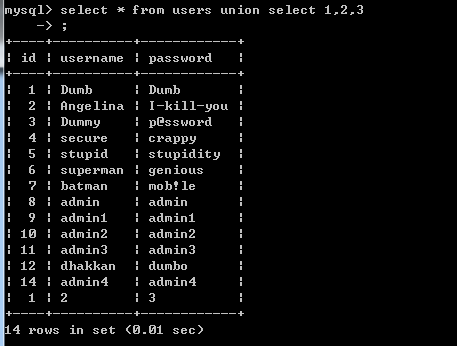 mysql> select * from users union select 1,2,3
    -> ;
+----+----------+------------+
| id | username | password   |
+----+----------+------------+
|  1 | Dumb     | Dumb       |
|  2 | Angelina | I-kill-you |
|  3 | Dummy    | p@ssword   |
|  4 | secure   | crappy     |
|  5 | stupid   | stupidity  |
|  6 | superman | genious    |
|  7 | batman   | mob!le     |
|  8 | admin    | admin      |
|  9 | admin1   | admin1     |
| 10 | admin2   | admin2     |
| 11 | admin3   | admin3     |
| 12 | dhakkan  | dumbo      |
| 14 | admin4   | admin4     |
|  1 | 2        | 3          |
+----+----------+------------+
14 rows in set (0.01 sec)